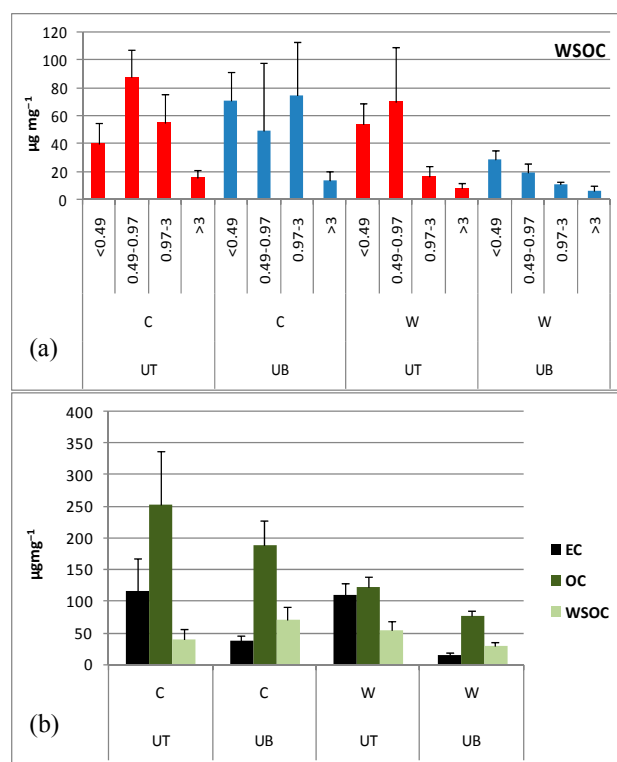 WSOC
µg mg⁻¹
120
100
80
60
40
20
0
<0.49 0.49-0.97 0.97-3 >3 <0.49 0.49-0.97 0.97-3 >3 <0.49 0.49-0.97 0.97-3 >3 <0.49 0.49-0.97 0.97-3 >3
C C W W
UT UB UT UB
(a)
µgmg⁻¹
400
350
300
250
200
150
100
50
0
EC
OC
WSOC
C C W W
UT UB UT UB
(b)